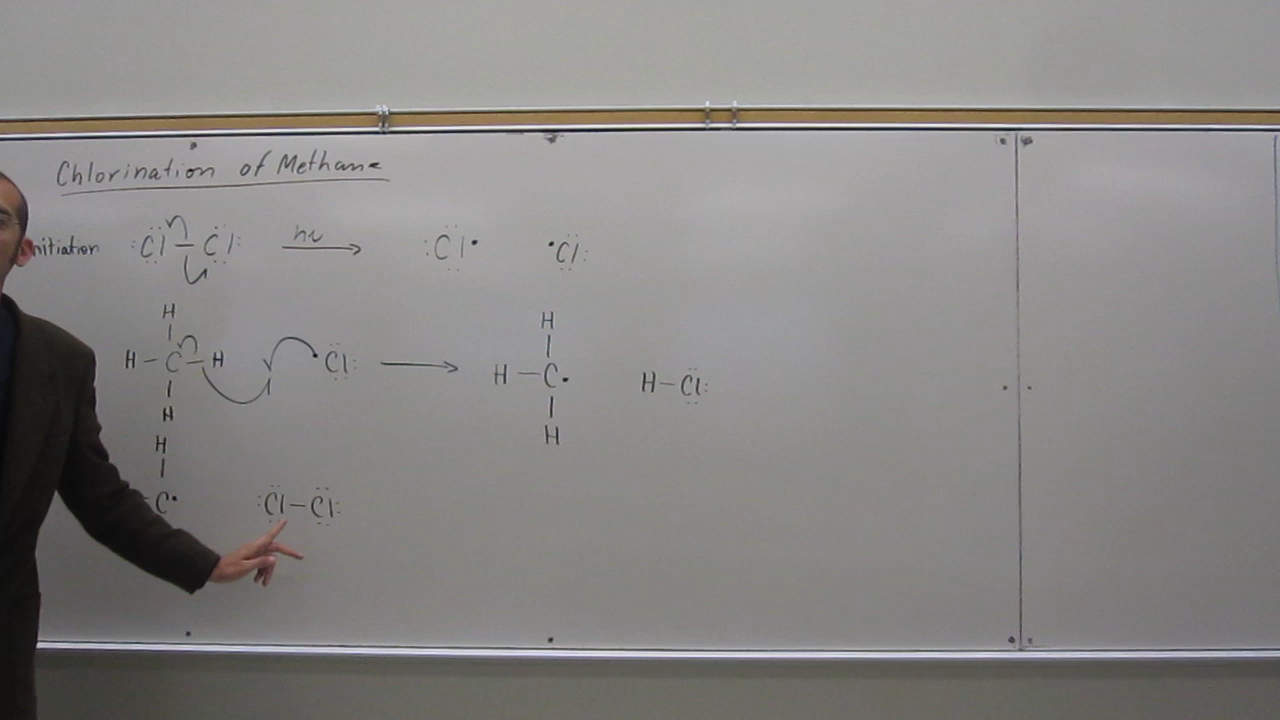 Chlorination of Methane
nitiation :Cl–Cl: hν → :Cl• •Cl:
H
H–C–H •Cl: → H–C• H–Cl:
H
H
H
H
C• :Cl–Cl: